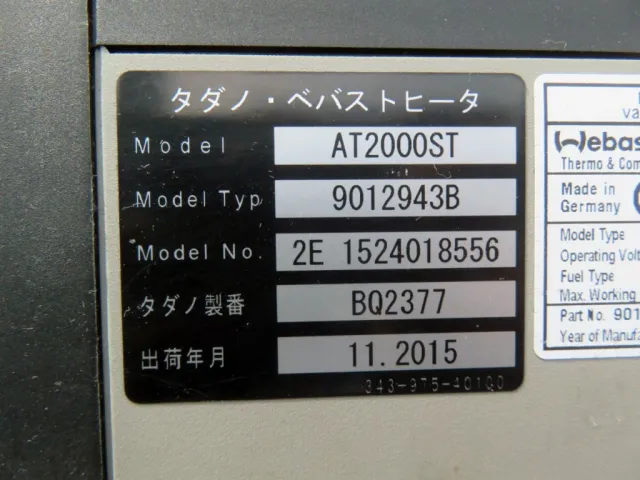 タダノ・ベバストヒータ
Model AT2000ST
Model Typ 9012943B
Model No. 2E 1524018556
タダノ製番 BQ2377
出荷年月 11.2015
343-975-40100
va
Webas
Thermo & Com
Made in
Germany
Model Type
Operating Volt
Fuel Type
Max. Working
Part No. 901
Year of Manufa